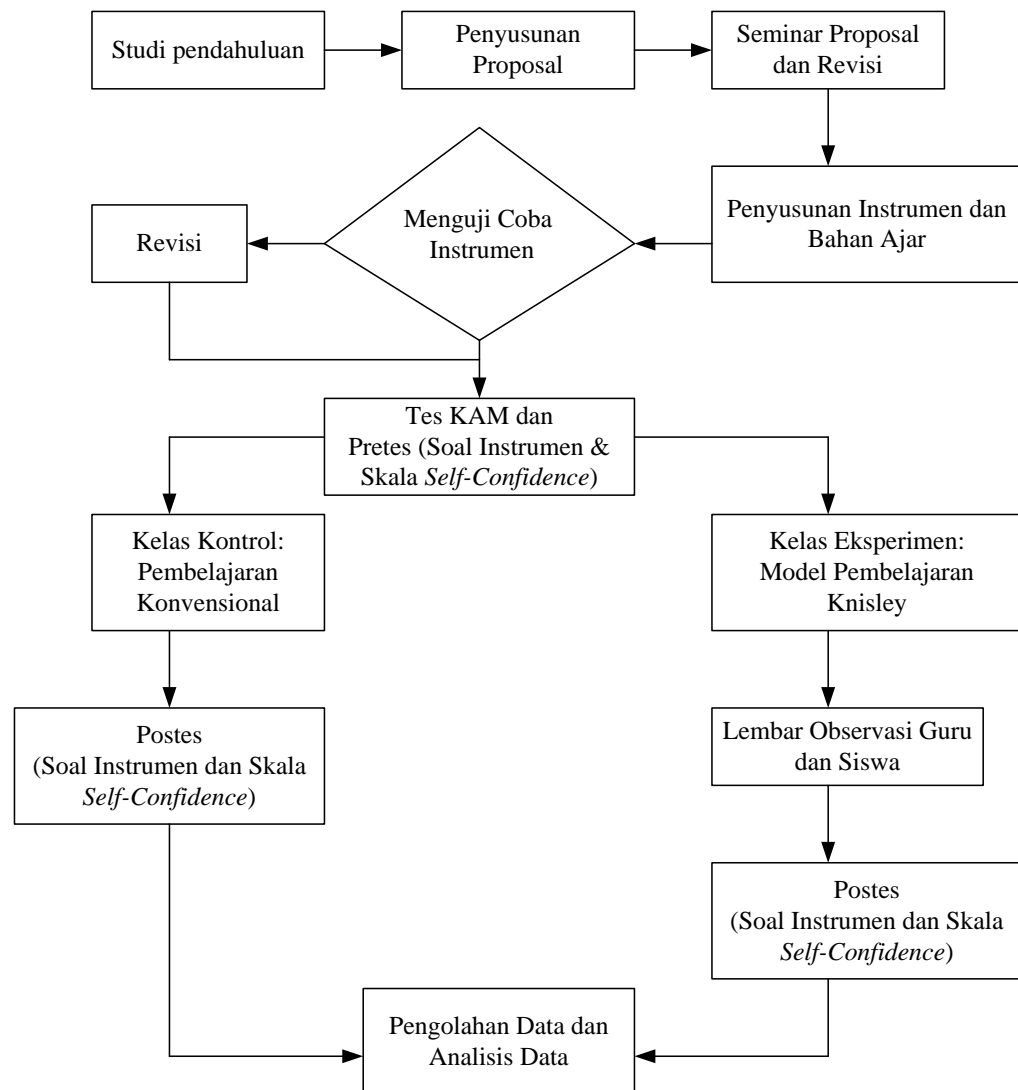 Studi pendahuluan
Penyusunan
Proposal
Seminar Proposal
dan Revisi
Penyusunan Instrumen dan
Bahan Ajar
Menguji Coba
Instrumen
Revisi
Tes KAM dan
Pretes (Soal Instrumen &
Skala Self-Confidence)
Kelas Kontrol:
Pembelajaran
Konvensional
Kelas Eksperimen:
Model Pembelajaran
Knisley
Postes
(Soal Instrumen dan Skala
Self-Confidence)
Lembar Observasi Guru
dan Siswa
Postes
(Soal Instrumen dan Skala
Self-Confidence)
Pengolahan Data dan
Analisis Data